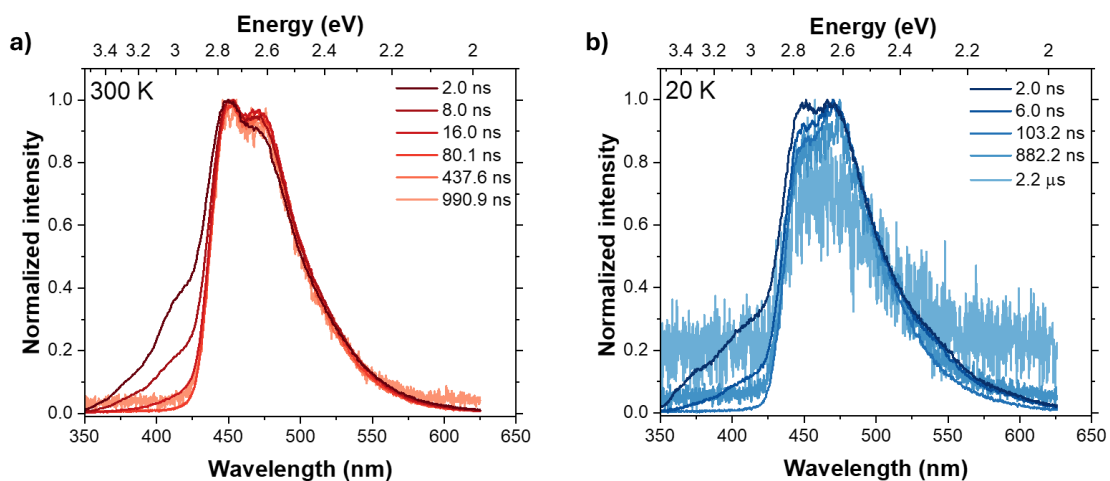 a)
Energy (eV)
3.4 3.2 3 2.8 2.6 2.4 2.2 2
300 K
2.0 ns
8.0 ns
16.0 ns
80.1 ns
437.6 ns
990.9 ns
Normalized intensity
1.0
0.8
0.6
0.4
0.2
0.0
350 400 450 500 550 600 650
Wavelength (nm)
b)
Energy (eV)
3.4 3.2 3 2.8 2.6 2.4 2.2 2
20 K
2.0 ns
6.0 ns
103.2 ns
882.2 ns
2.2 μs
Normalized intensity
1.0
0.8
0.6
0.4
0.2
0.0
350 400 450 500 550 600 650
Wavelength (nm)